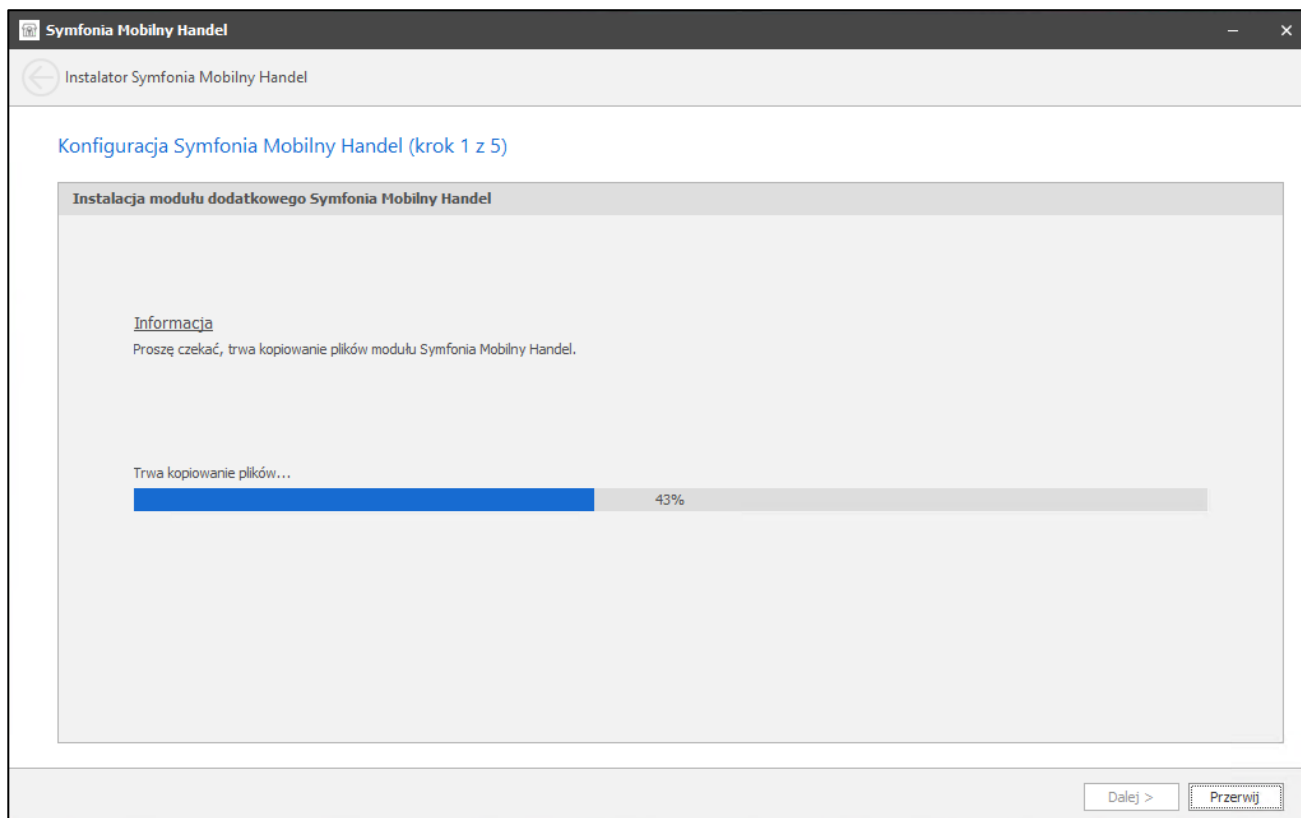 Symfonia Mobilny Handel
Instalator Symfonia Mobilny Handel
Konfiguracja Symfonia Mobilny Handel (krok 1 z 5)
Instalacja modułu dodatkowego Symfonia Mobilny Handel
Informacja
Proszę czekać, trwa kopiowanie plików modułu Symfonia Mobilny Handel.
Trwa kopiowanie plików...
43%
Dalej >
Przerwij